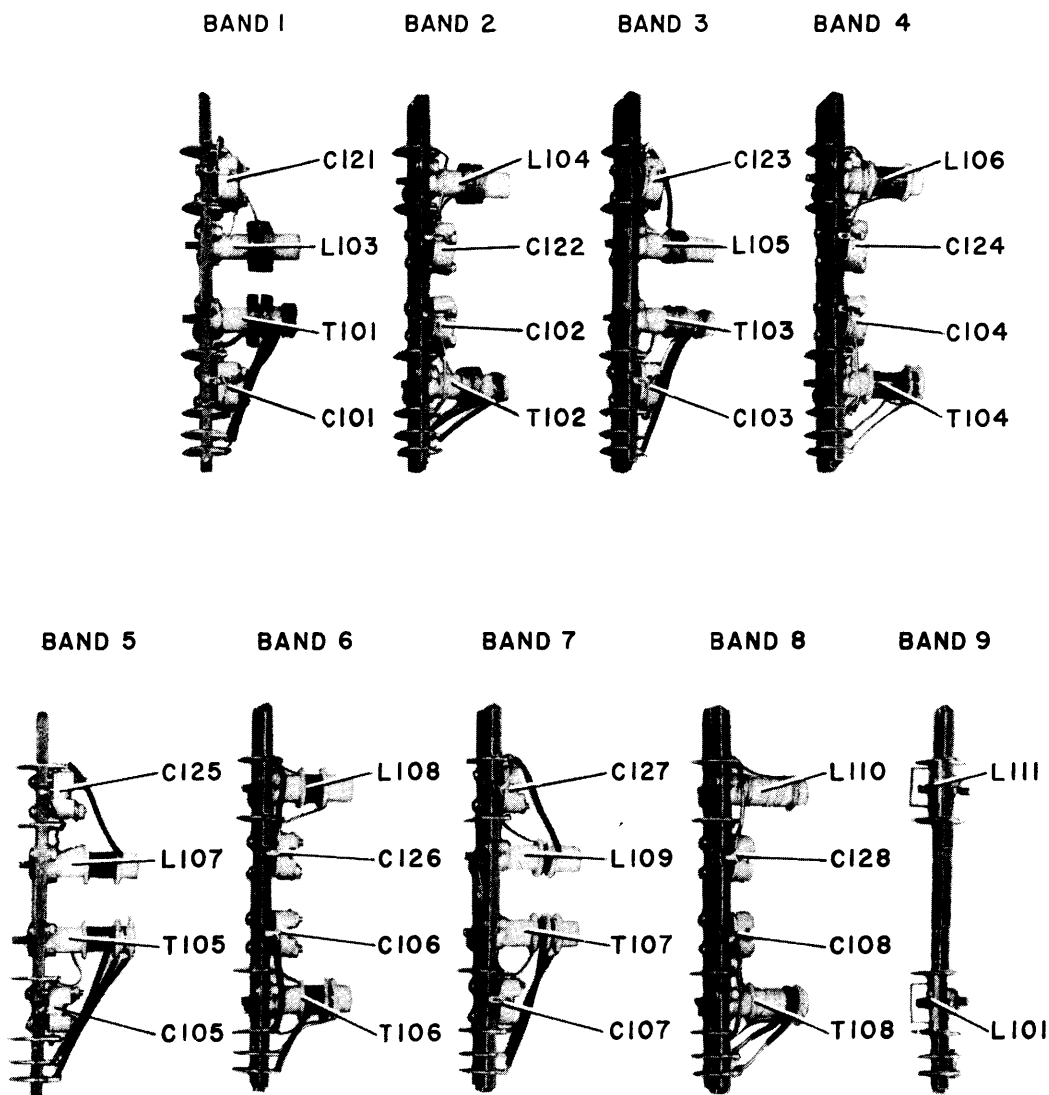 BAND 1 BAND 2 BAND 3 BAND 4
C121 L104 C123 L106
L103 C122 L105 C124
T101 C102 T103 C104
C101 T102 C103 T104
BAND 5 BAND 6 BAND 7 BAND 8 BAND 9
C125 L108 C127 L110 L111
L107 C126 L109 C128
T105 C106 T107 C108
C105 T106 C107 T108 L101